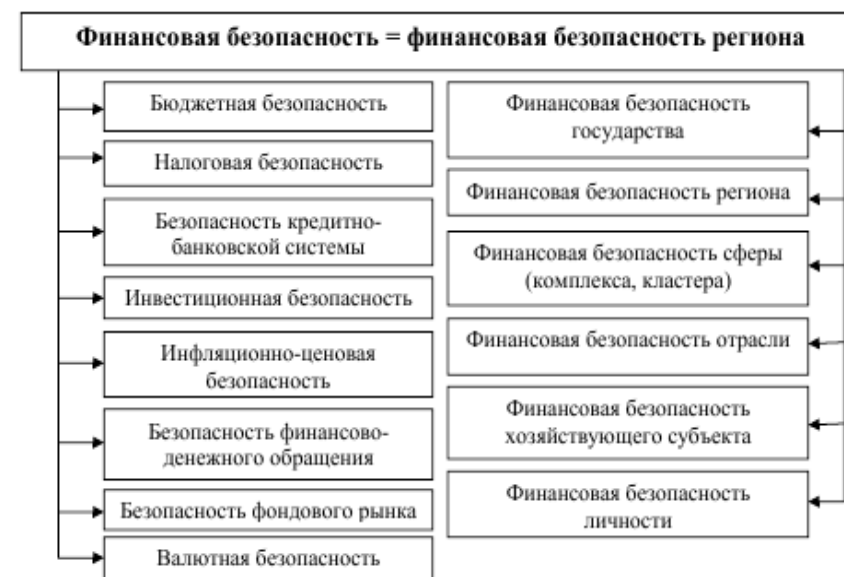 Финансовая безопасность = финансовая безопасность региона
Бюджетная безопасность
Налоговая безопасность
Безопасность кредитно-
банковской системы
Инвестиционная безопасность
Инфляционно-ценовая
безопасность
Безопасность финансово-
денежного обращения
Безопасность фондового рынка
Валютная безопасность
Финансовая безопасность
государства
Финансовая безопасность региона
Финансовая безопасность сферы
(комплекса, кластера)
Финансовая безопасность отрасли
Финансовая безопасность
хозяйствующего субъекта
Финансовая безопасность
личности